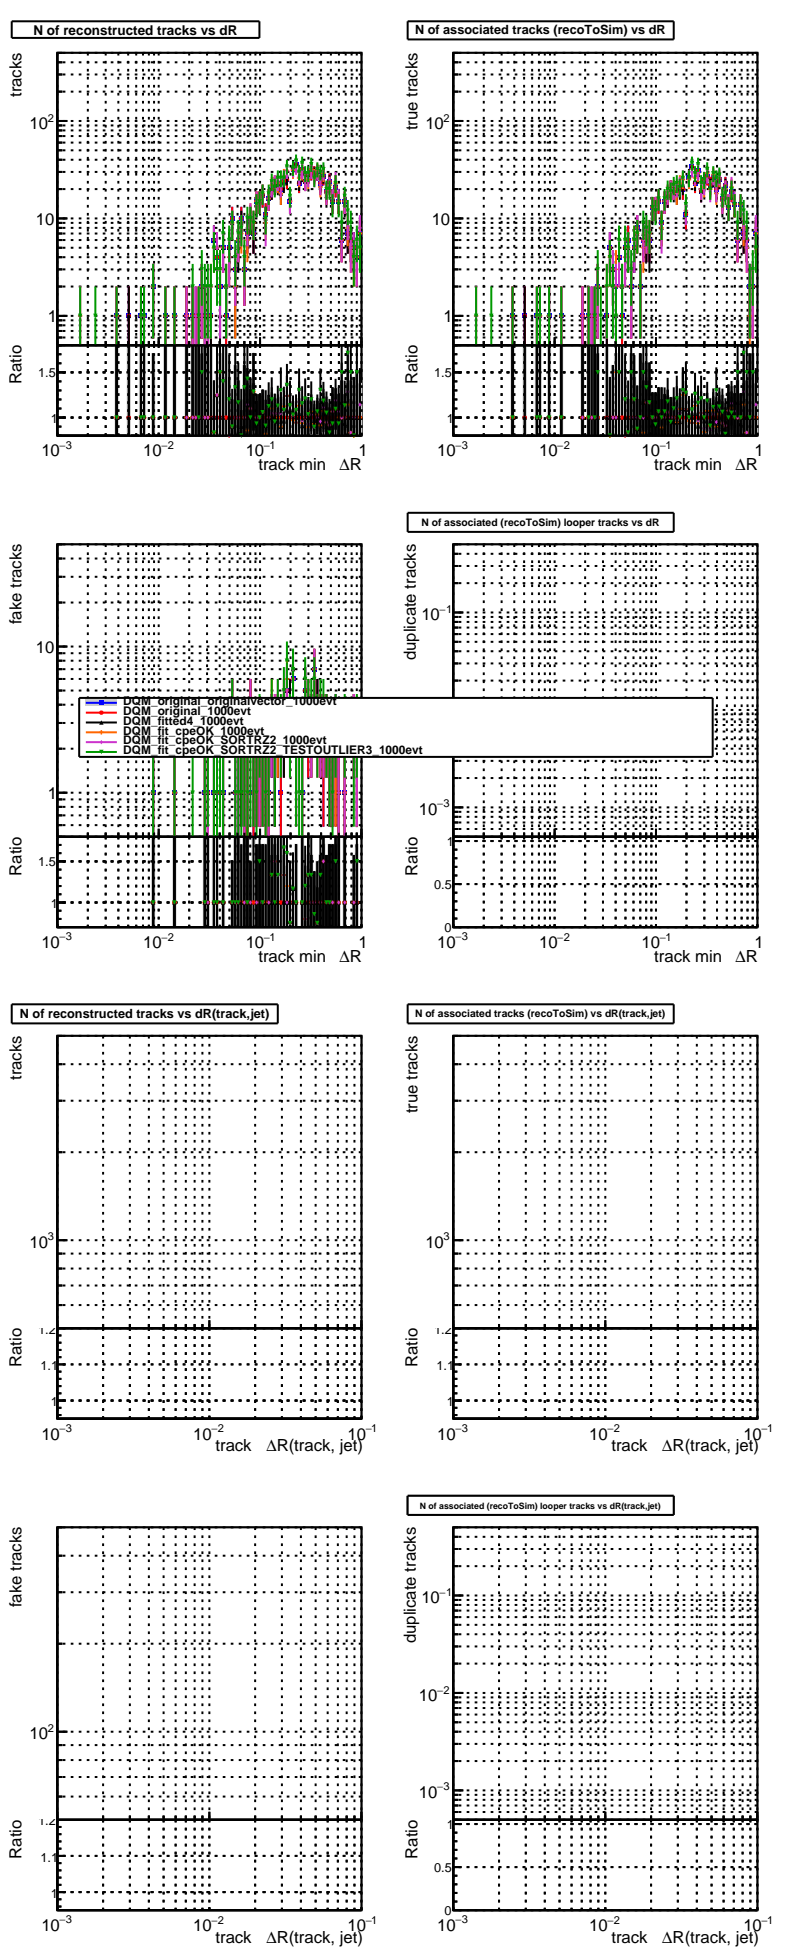 N of reconstructed tracks vs dR
tracks
10²
10
1
Ratio
1.5
1
10⁻³ 10⁻² 10⁻¹ 1
track min ΔR
N of associated tracks (recoToSim) vs dR
true tracks
10²
10
1
Ratio
1.5
1
10⁻³ 10⁻² 10⁻¹ 1
track min ΔR
fake tracks
10
1
Ratio
1.5
1
10⁻³ 10⁻² 10⁻¹ 1
track min ΔR
N of associated (recoToSim) looper tracks vs dR
duplicate tracks
10⁻¹
10⁻³
Ratio
1
0.5
0
10⁻³ 10⁻² 10⁻¹ 1
track min ΔR
DQM_original_originalvector_1000evt
DQM_original_1000evt
DQM_fitted4_1000evt
DQM_fit_cpeOK_1000evt
DQM_fit_cpeOK_SORTRZ2_1000evt
DQM_fit_cpeOK_SORTRZ2_TESTOUTLIER3_1000evt
N of reconstructed tracks vs dR(track,jet)
tracks
10³
Ratio
1.2
1.1
1
10⁻³ 10⁻² 10⁻¹
track ΔR(track, jet)
N of associated tracks (recoToSim) vs dR(track,jet)
true tracks
10³
Ratio
1.2
1.1
1
10⁻³ 10⁻² 10⁻¹
track ΔR(track, jet)
fake tracks
10²
Ratio
1.2
1.1
1
10⁻³ 10⁻² 10⁻¹
track ΔR(track, jet)
N of associated (recoToSim) looper tracks vs dR(track,jet)
duplicate tracks
10⁻¹
10⁻²
10⁻³
Ratio
1
0.5
0
10⁻³ 10⁻² 10⁻¹
track ΔR(track, jet)